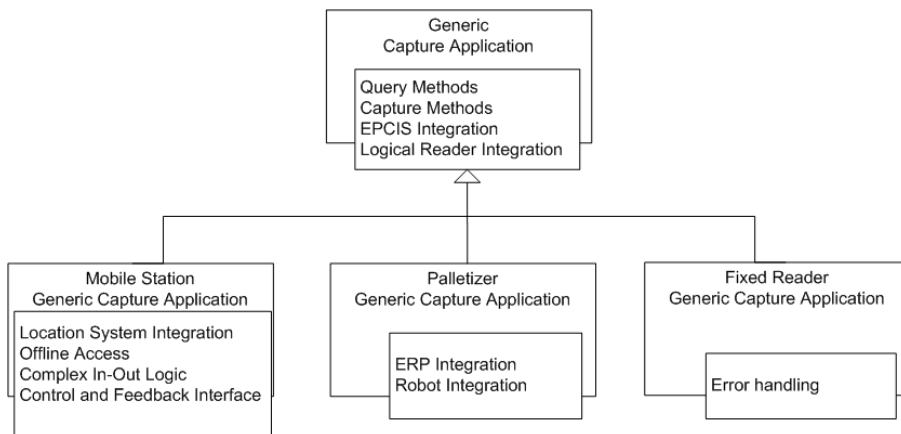 Generic
Capture Application
Query Methods
Capture Methods
EPCIS Integration
Logical Reader Integration
Mobile Station
Generic Capture Application
Location System Integration
Offline Access
Complex In-Out Logic
Control and Feedback Interface
Palletizer
Generic Capture Application
ERP Integration
Robot Integration
Fixed Reader
Generic Capture Application
Error handling